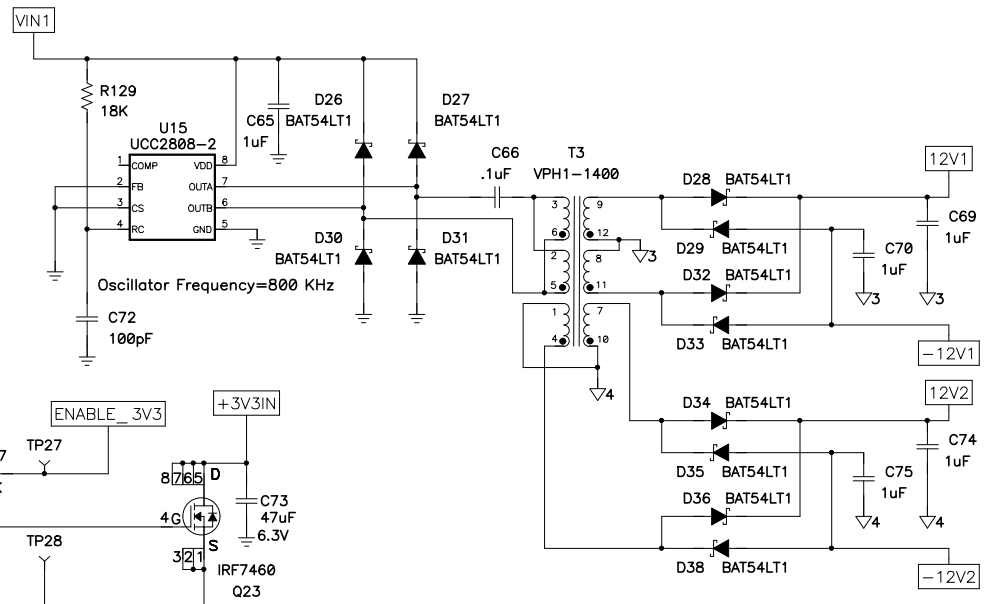 VIN1
R129
18K
U15
UCC2808-2
1 COMP VDD 8
2 FB OUTA 7
3 CS OUTB 6
4 RC GND 5
C65
1uF
D26
BAT54LT1
D27
BAT54LT1
D30
BAT54LT1
D31
BAT54LT1
Oscillator Frequency=800 KHz
C72
100pF
C66
.1uF
T3
VPH1-1400
3 9
6 12
2 8
5 11
1 7
4 10
3
4
D28 BAT54LT1
D29 BAT54LT1
D32 BAT54LT1
D33 BAT54LT1
12V1
C69
1uF
C70
1uF
3
3
-12V1
D34 BAT54LT1
D35 BAT54LT1
D36 BAT54LT1
D38 BAT54LT1
12V2
C74
1uF
C75
1uF
4
4
-12V2
ENABLE_3V3
+3V3IN
7
TP27
K
8765 D
4G
S
321
C73
47uF
6.3V
TP28
IRF7460
Q23